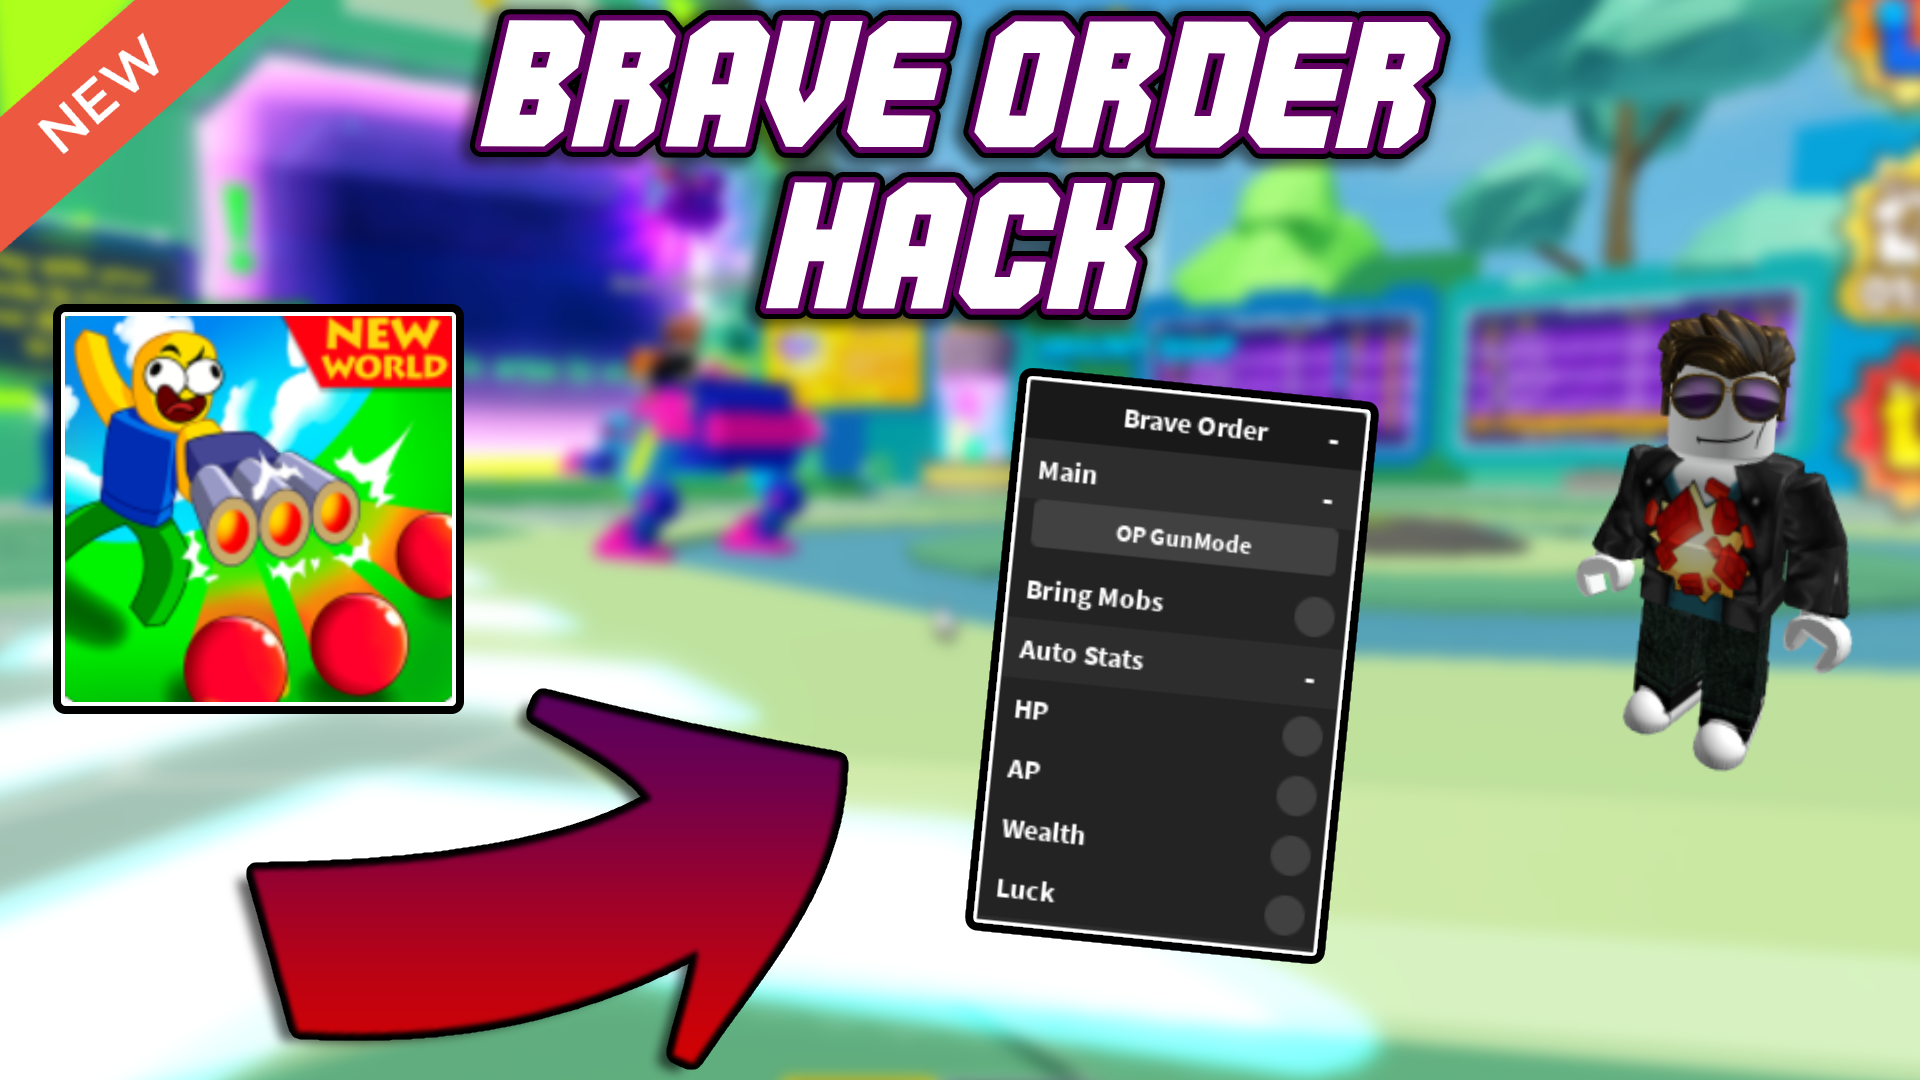 NEW
BRAVE ORDER
HACK
NEW
WORLD
Brave Order -
Main -
OP GunMode
Bring Mobs
Auto Stats -
HP
AP
Wealth
Luck